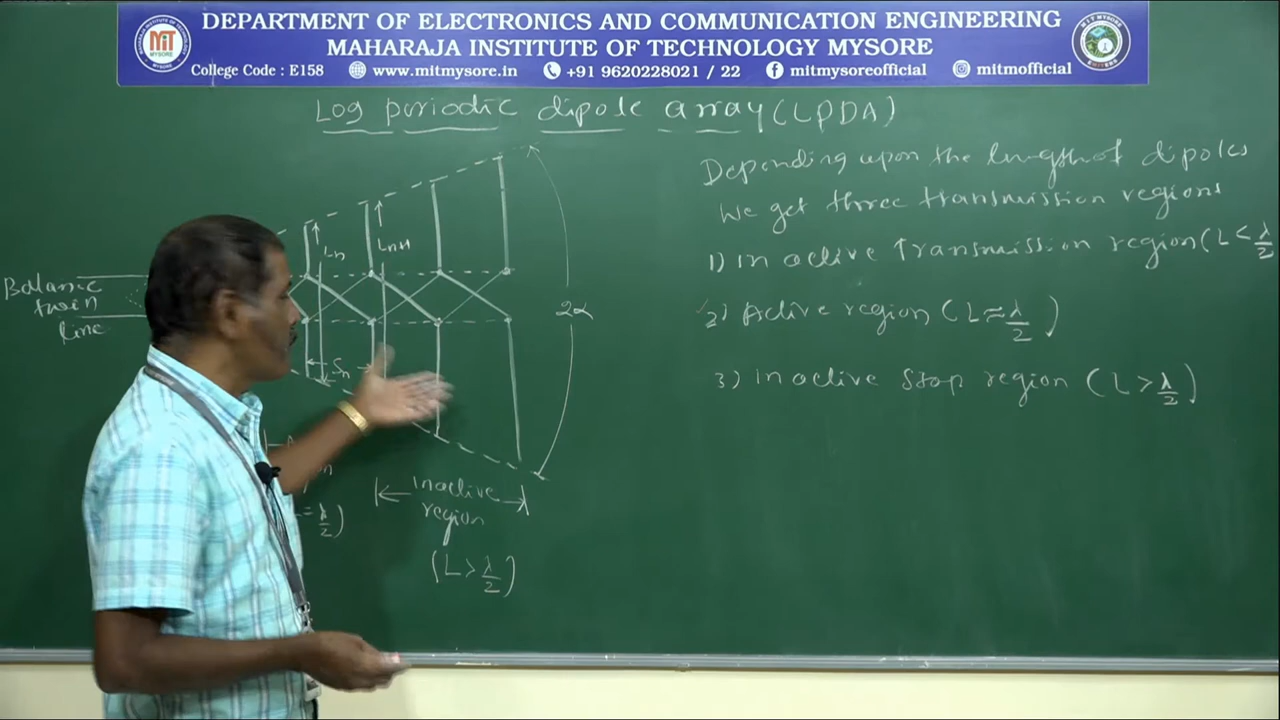 DEPARTMENT OF ELECTRONICS AND COMMUNICATION ENGINEERING
MAHARAJA INSTITUTE OF TECHNOLOGY MYSORE
College Code : E158 www.mitmysore.in +91 9620228021 / 22 mitmysoreofficial mitmofficial
MiT
MYSORE
Log periodic dipole array (LPDA)
Depending upon the length of dipoles
We get three transmission regions
1) Inactive Transmission region (L < λ/2
2) Active region (L ≈ λ/2)
3) Inactive Stop region (L > λ/2)
Ln
Ln+1
Balance
twin
line
2α
Sn
Inactive
region
= λ/2)
(L > λ/2)